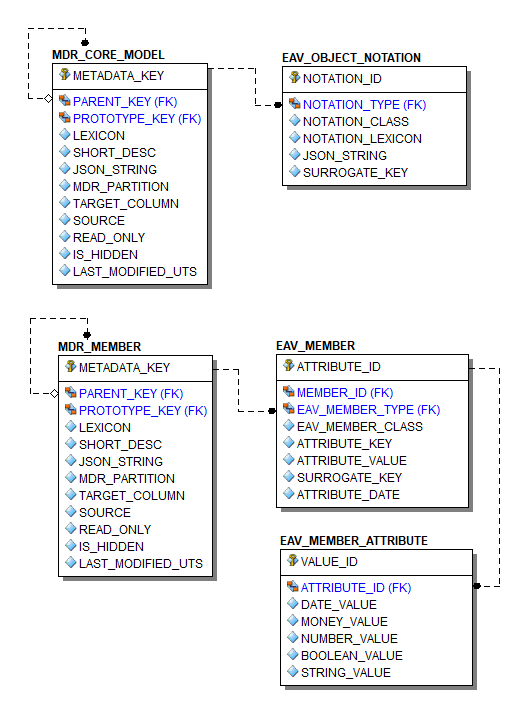 MDR_CORE_MODEL
METADATA_KEY
PARENT_KEY (FK)
PROTOTYPE_KEY (FK)
LEXICON
SHORT_DESC
JSON_STRING
MDR_PARTITION
TARGET_COLUMN
SOURCE
READ_ONLY
IS_HIDDEN
LAST_MODIFIED_UTS
EAV_OBJECT_NOTATION
NOTATION_ID
NOTATION_TYPE (FK)
NOTATION_CLASS
NOTATION_LEXICON
JSON_STRING
SURROGATE_KEY
MDR_MEMBER
METADATA_KEY
PARENT_KEY (FK)
PROTOTYPE_KEY (FK)
LEXICON
SHORT_DESC
JSON_STRING
MDR_PARTITION
TARGET_COLUMN
SOURCE
READ_ONLY
IS_HIDDEN
LAST_MODIFIED_UTS
EAV_MEMBER
ATTRIBUTE_ID
MEMBER_ID (FK)
EAV_MEMBER_TYPE (FK)
EAV_MEMBER_CLASS
ATTRIBUTE_KEY
ATTRIBUTE_VALUE
SURROGATE_KEY
ATTRIBUTE_DATE
EAV_MEMBER_ATTRIBUTE
VALUE_ID
ATTRIBUTE_ID (FK)
DATE_VALUE
MONEY_VALUE
NUMBER_VALUE
BOOLEAN_VALUE
STRING_VALUE